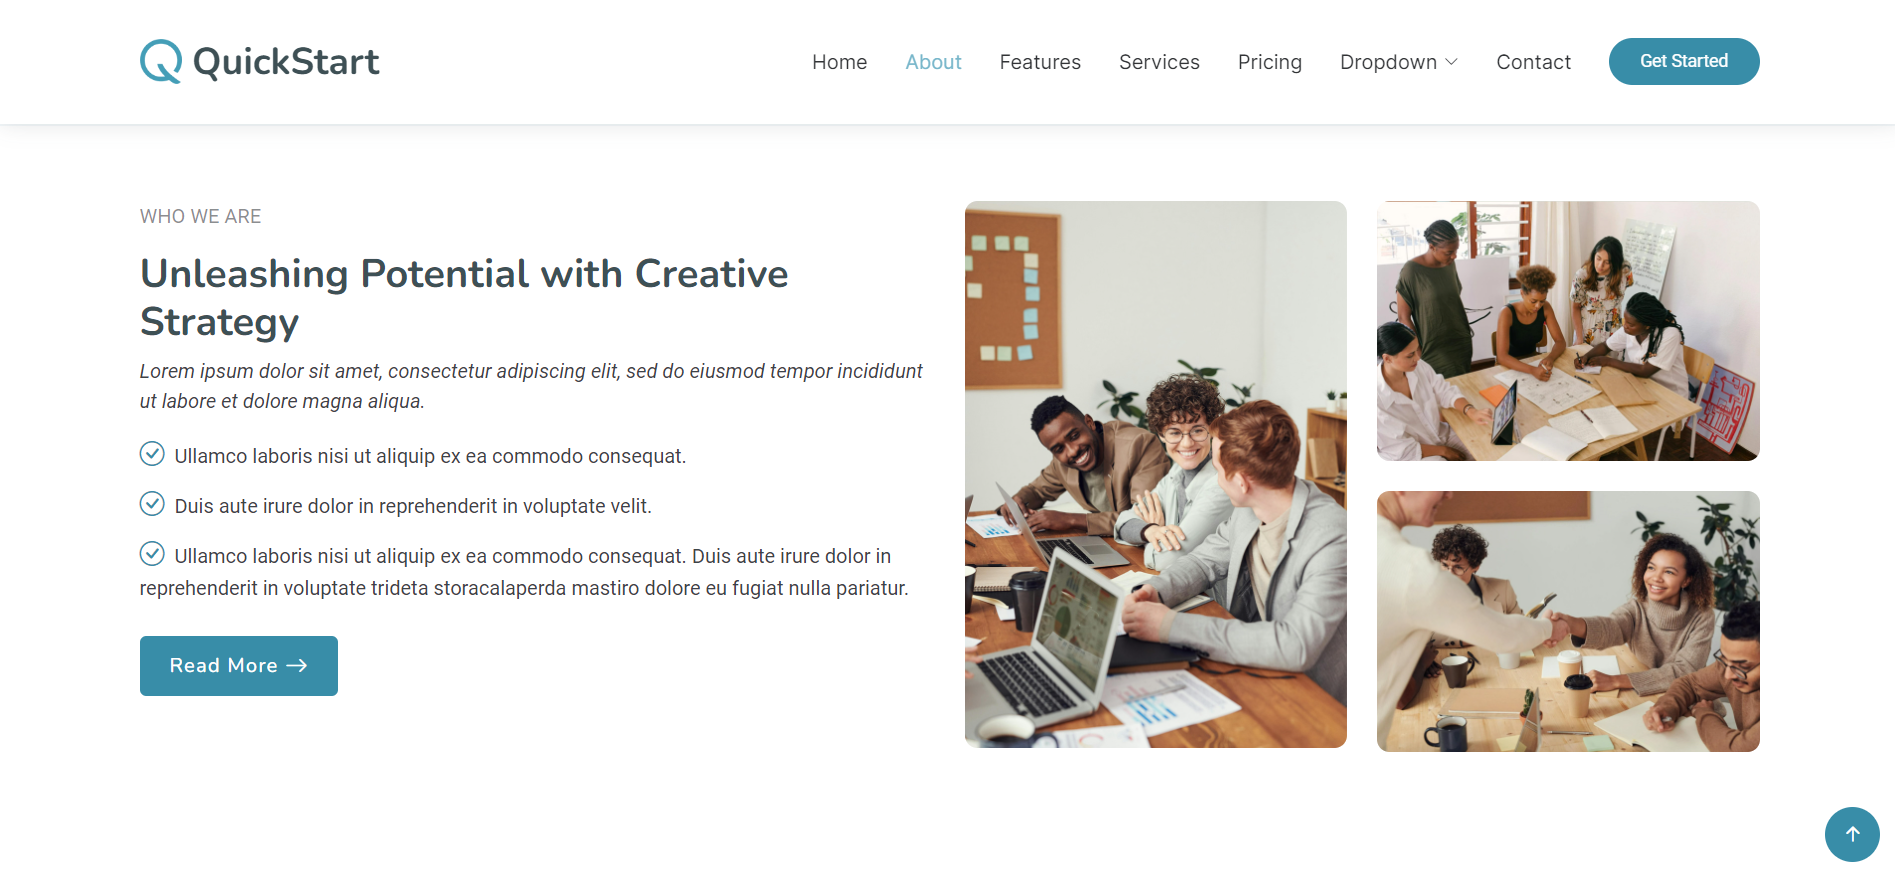 QuickStart
Home About Features Services Pricing Dropdown Contact Get Started
WHO WE ARE
Unleashing Potential with Creative
Strategy
Lorem ipsum dolor sit amet, consectetur adipiscing elit, sed do eiusmod tempor incididunt
ut labore et dolore magna aliqua.
Ullamco laboris nisi ut aliquip ex ea commodo consequat.
Duis aute irure dolor in reprehenderit in voluptate velit.
Ullamco laboris nisi ut aliquip ex ea commodo consequat. Duis aute irure dolor in
reprehenderit in voluptate trideta storacalaperda mastiro dolore eu fugiat nulla pariatur.
Read More